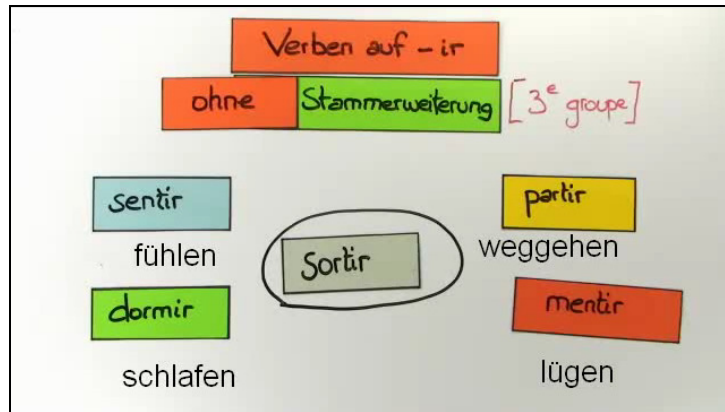 Verben auf - ir
ohne Stammerweiterung [3e groupe]
sentir
fühlen
partir
weggehen
Sortir
dormir
schlafen
mentir
lügen